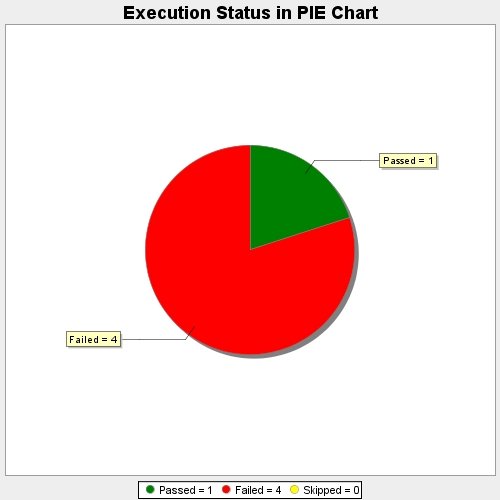 Execution Status in PIE Chart
Passed = 1
Failed = 4
Passed = 1 Failed = 4 Skipped = 0